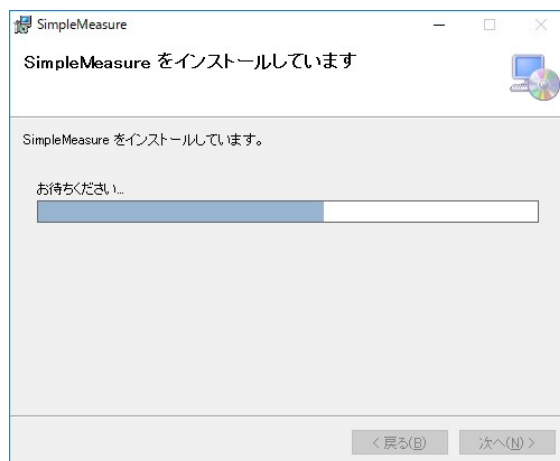 SimpleMeasure
SimpleMeasure をインストールしています
SimpleMeasure をインストールしています。
お待ちください...
< 戻る(B)
次へ(N) >